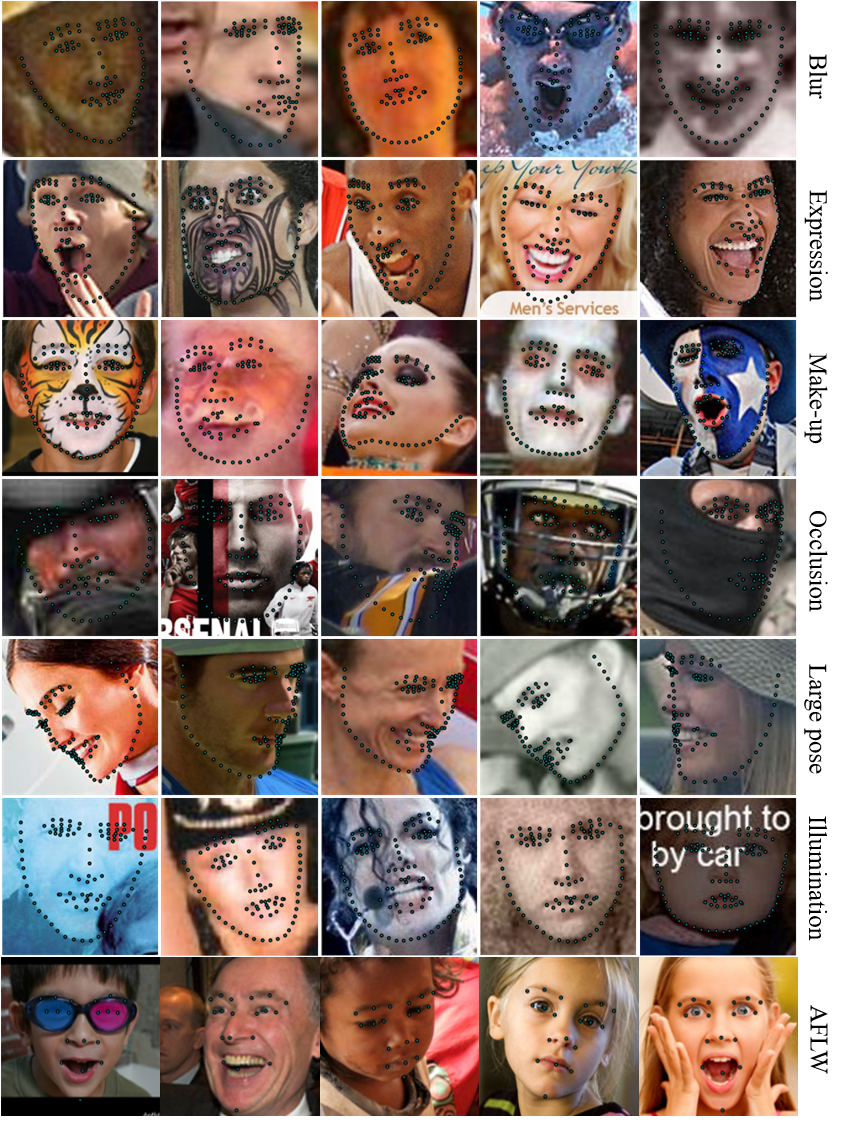 Blur
ep Your Youth
Expression
Men's Services
Make-up
Occlusion
RSENAL
Large pose
PO
Illumination
brought to
by car
AFLW